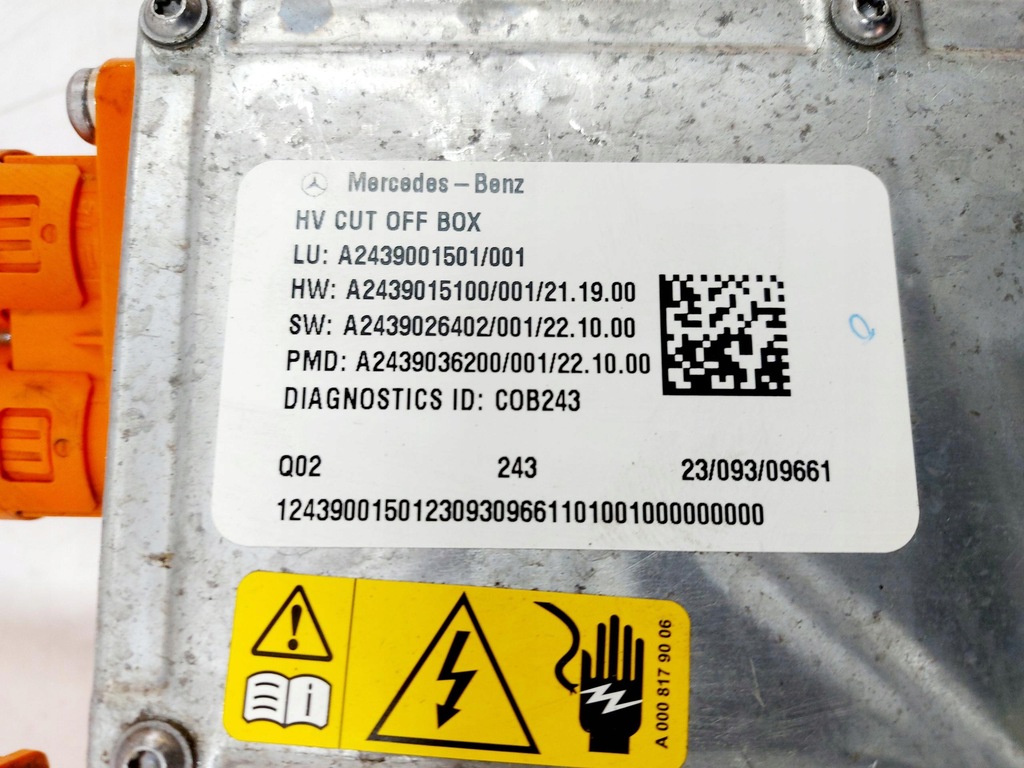 Mercedes-Benz
HV CUT OFF BOX
LU: A2439001501/001
HW: A2439015100/001/21.19.00
SW: A2439026402/001/22.10.00
PMD: A2439036200/001/22.10.00
DIAGNOSTICS ID: COB243
Q02 243 23/093/09661
124390015012309309661101001000000000
A 000 817 90 06